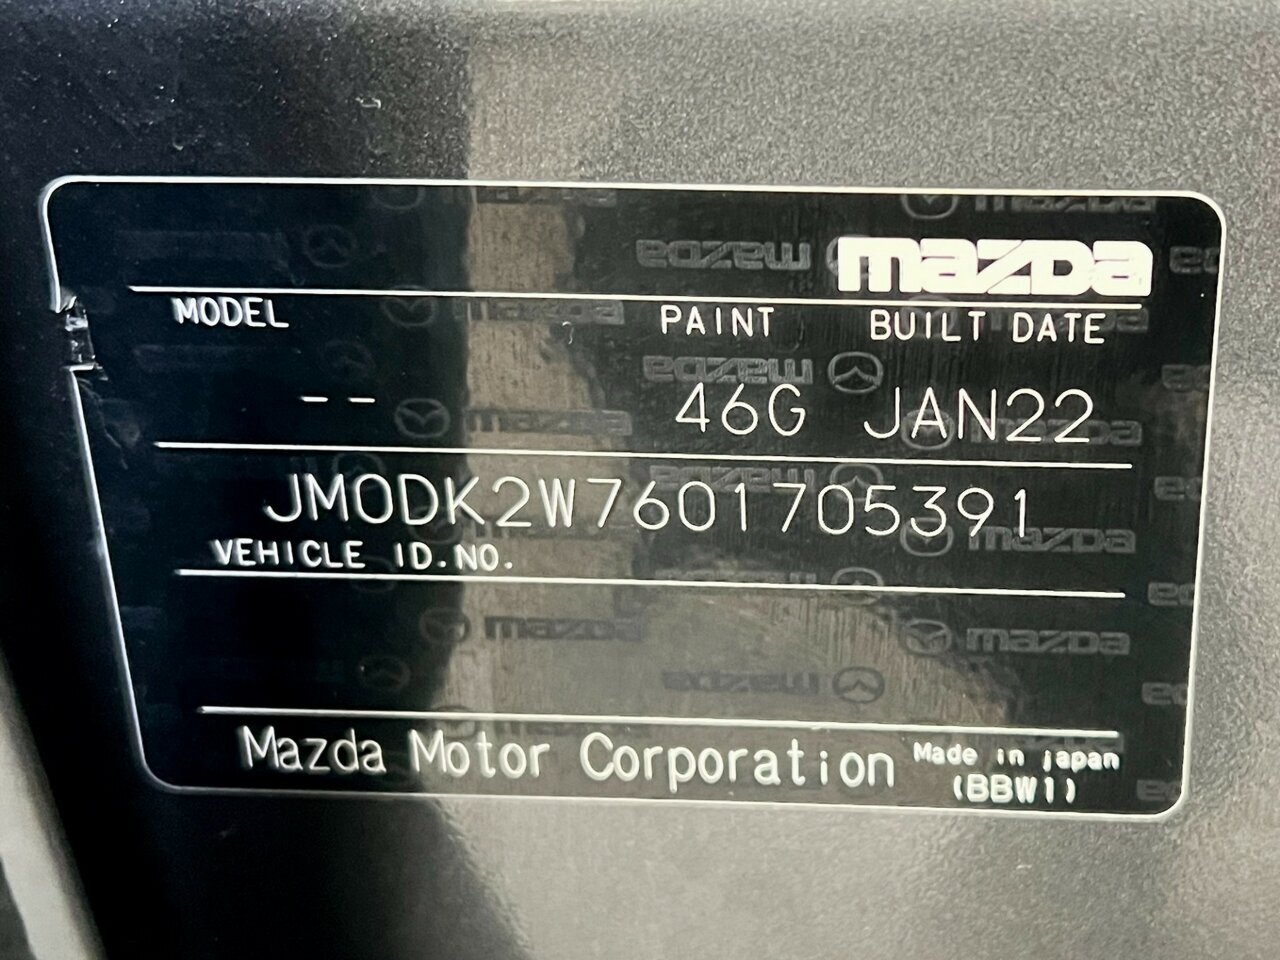 mazda
MODEL PAINT BUILT DATE
-- 46G JAN22
JM0DK2W7601705391
VEHICLE ID.NO.
Mazda Motor Corporation Made in japan
(BBW1)